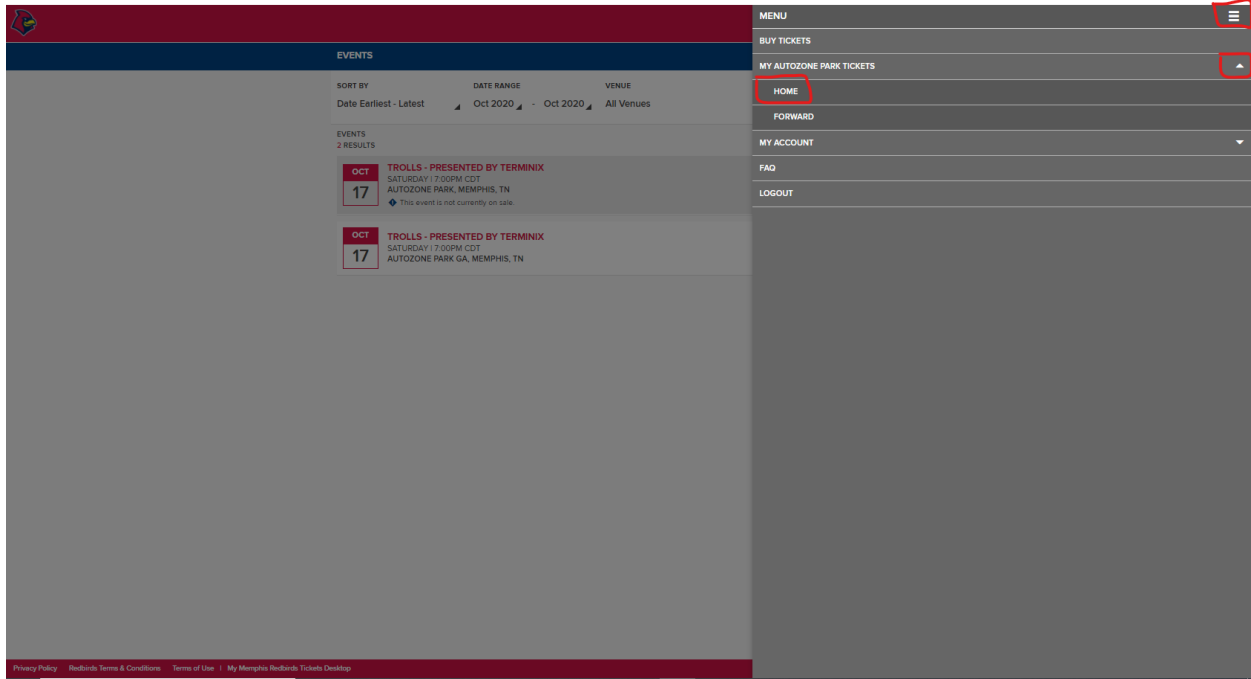 EVENTS
SORT BY DATE RANGE VENUE
Date Earliest - Latest Oct 2020 - Oct 2020 All Venues
EVENTS
2 RESULTS
OCT
17
TROLLS - PRESENTED BY TERMINIX
SATURDAY | 7:00PM CDT
AUTOZONE PARK, MEMPHIS, TN
This event is not currently on sale.
OCT
17
TROLLS - PRESENTED BY TERMINIX
SATURDAY | 7:00PM CDT
AUTOZONE PARK GA, MEMPHIS, TN
MENU
BUY TICKETS
MY AUTOZONE PARK TICKETS
HOME
FORWARD
MY ACCOUNT
FAQ
LOGOUT
Privacy Policy Redbirds Terms & Conditions Terms of Use | My Memphis Redbirds Tickets Desktop